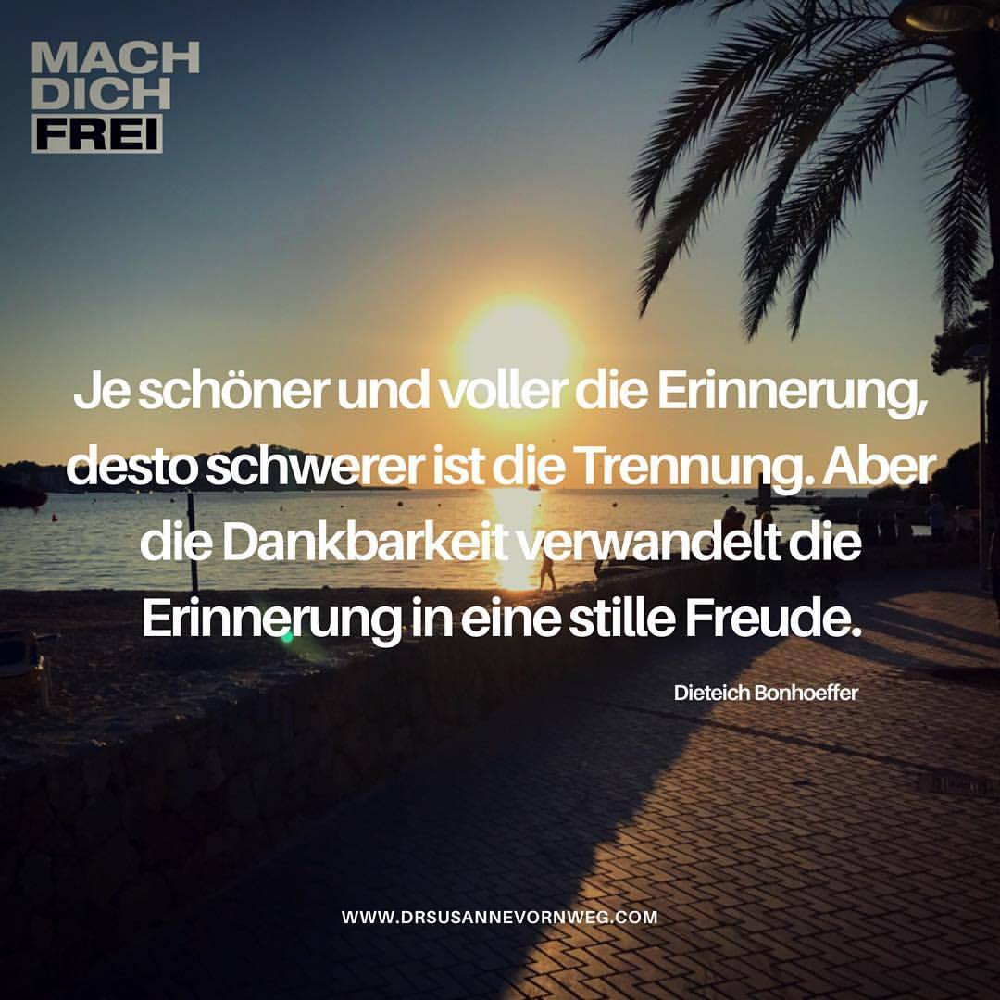 MACH
DICH
FREI
Je schöner und voller die Erinnerung,
desto schwerer ist die Trennung. Aber
die Dankbarkeit verwandelt die
Erinnerung in eine stille Freude.
Dieteich Bonhoeffer
WWW.DRSUSANNEVORNWEG.COM